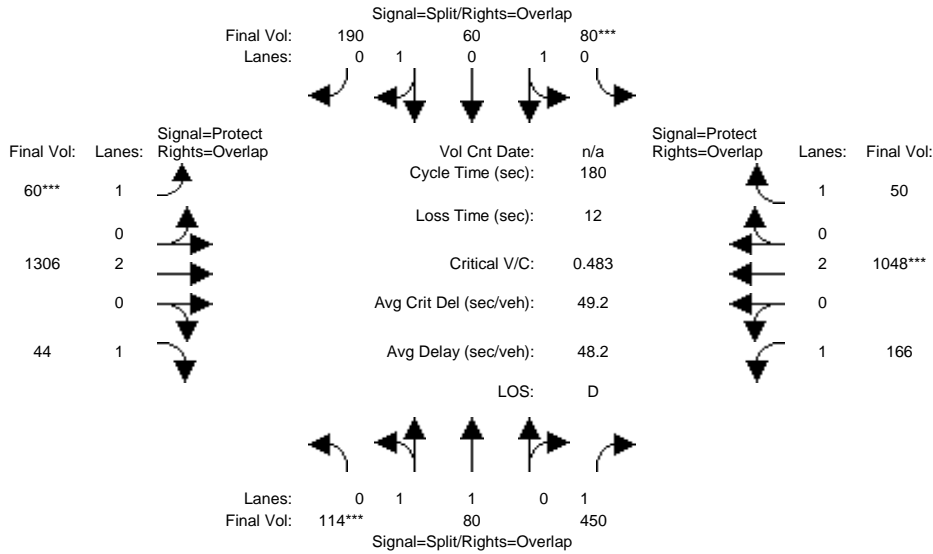 Signal=Split/Rights=Overlap
Final Vol: 190 60 80***
Lanes: 0 1 0 1 0
Signal=Protect Signal=Protect
Final Vol: Lanes: Rights=Overlap Vol Cnt Date: n/a Rights=Overlap Lanes: Final Vol:
Cycle Time (sec): 180
60*** 1 1 50
Loss Time (sec): 12
0 0
1306 2 Critical V/C: 0.483 2 1048***
0 Avg Crit Del (sec/veh): 49.2 0
44 1 Avg Delay (sec/veh): 48.2 1 166
LOS: D
Lanes: 0 1 1 0 1
Final Vol: 114*** 80 450
Signal=Split/Rights=Overlap